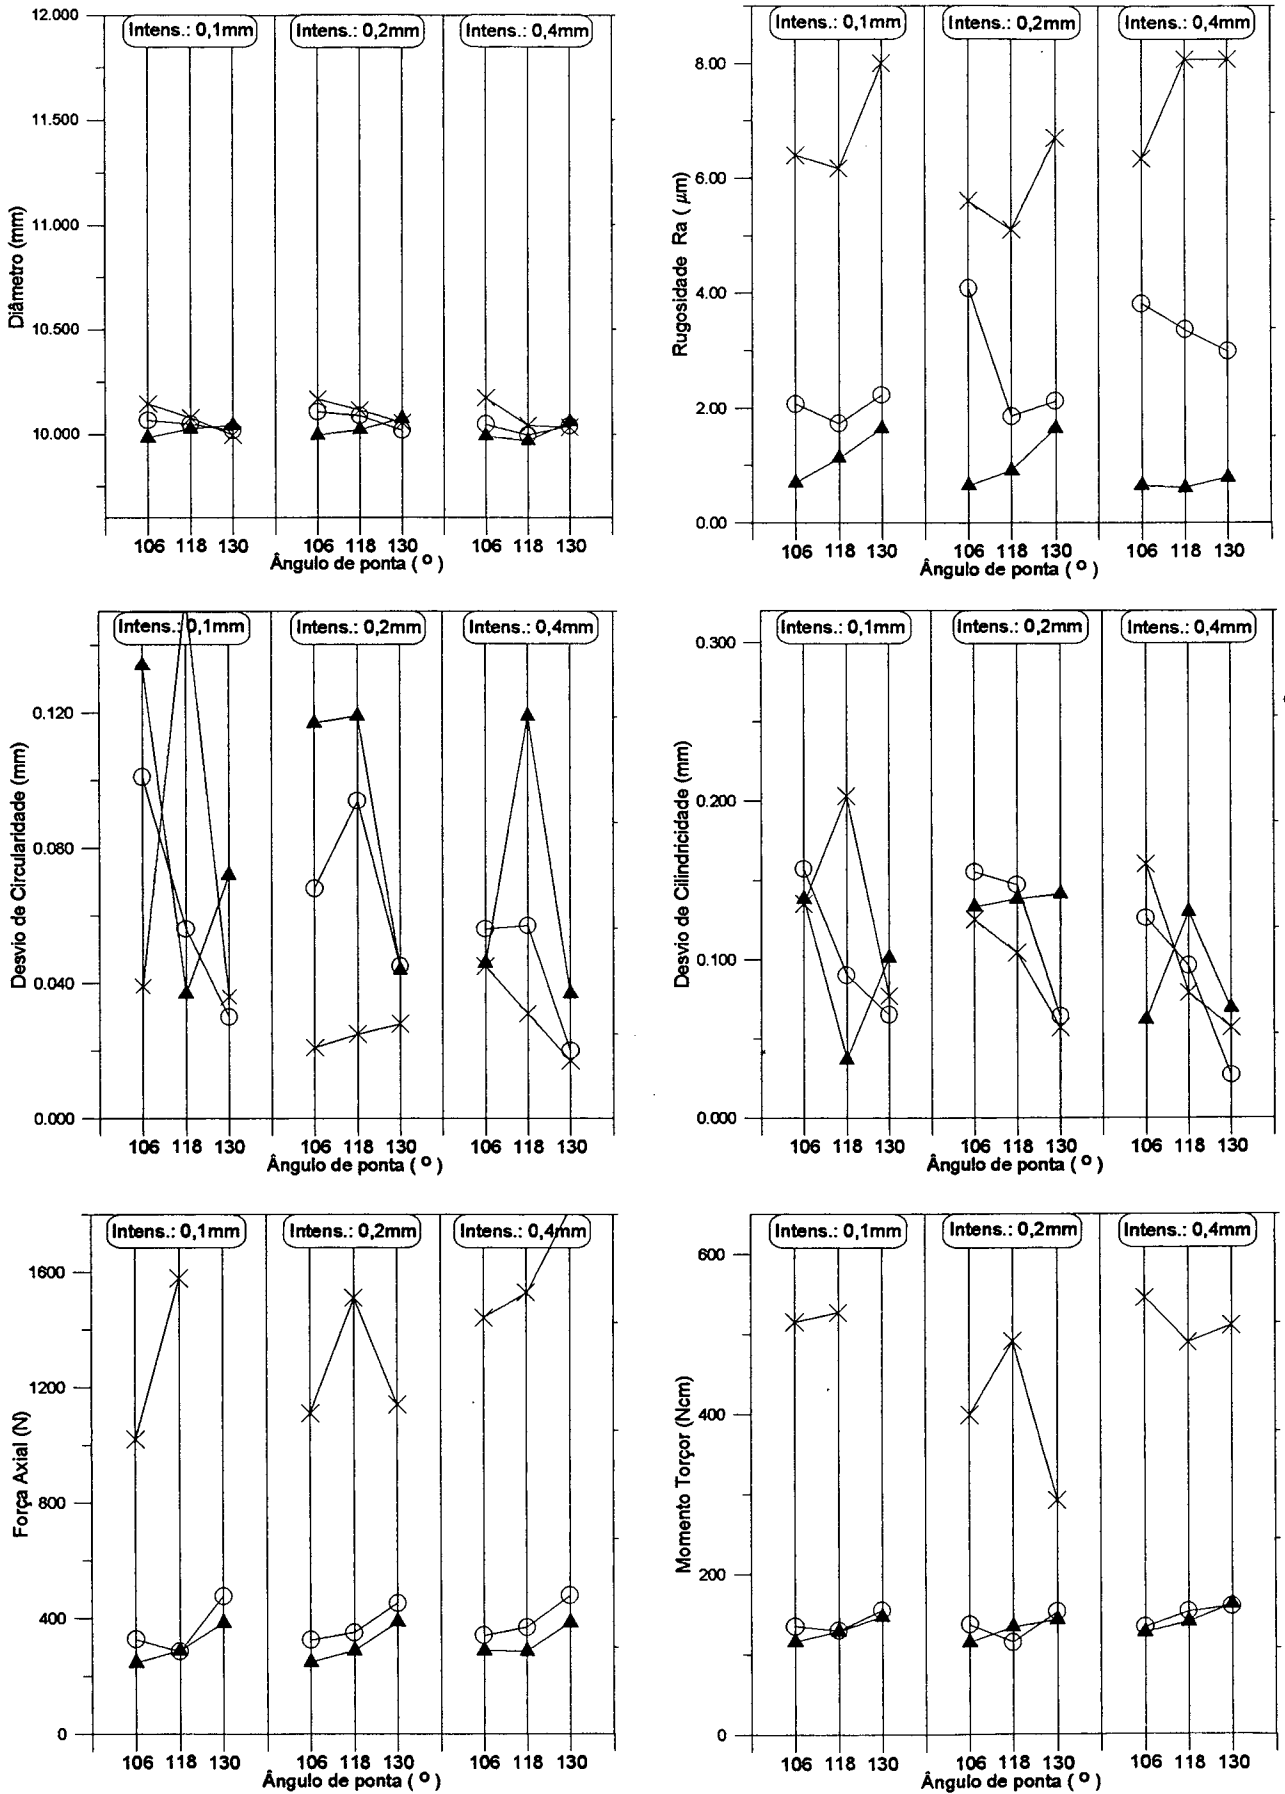 12.000
11.500
11.000
10.500
10.000
Diâmetro (mm)
Intens.: 0,1mm
Intens.: 0,2mm
Intens.: 0,4mm
106 118 130 106 118 130 106 118 130
Ângulo de ponta ( º )
8.00
6.00
4.00
2.00
0.00
Rugosidade Ra ( µm)
Intens.: 0,1mm
Intens.: 0,2mm
Intens.: 0,4mm
106 118 130 106 118 130 106 118 130
Ângulo de ponta ( º )
0.120
0.080
0.040
0.000
Desvio de Circularidade (mm)
Intens.: 0,1mm
Intens.: 0,2mm
Intens.: 0,4mm
106 118 130 106 118 130 106 118 130
Ângulo de ponta ( º )
0.300
0.200
0.100
0.000
Desvio de Cilindricidade (mm)
Intens.: 0,1mm
Intens.: 0,2mm
Intens.: 0,4mm
106 118 130 106 118 130 106 118 130
Ângulo de ponta ( º )
1600
1200
800
400
0
Força Axial (N)
Intens.: 0,1mm
Intens.: 0,2mm
Intens.: 0,4mm
106 118 130 106 118 130 106 118 130
Ângulo de ponta ( º )
600
400
200
0
Momento Torçor (Ncm)
Intens.: 0,1mm
Intens.: 0,2mm
Intens.: 0,4mm
106 118 130 106 118 130 106 118 130
Ângulo de ponta ( º )